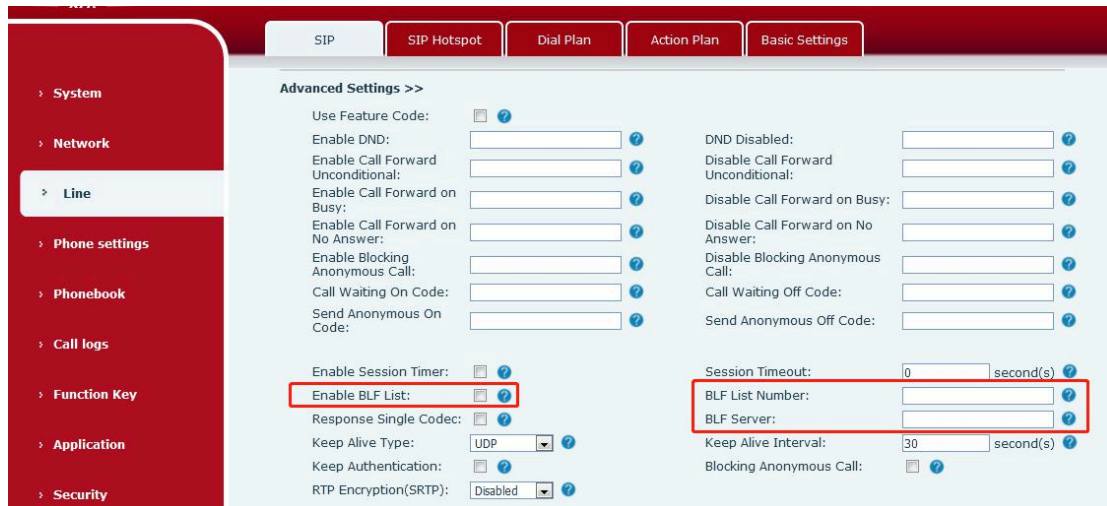 SIP
SIP Hotspot
Dial Plan
Action Plan
Basic Settings
› System
› Network
› Line
› Phone settings
› Phonebook
› Call logs
› Function Key
› Application
› Security
Advanced Settings >>
Use Feature Code: ?
Enable DND: ? DND Disabled: ?
Enable Call Forward
Unconditional: ? Disable Call Forward
Unconditional: ?
Enable Call Forward on
Busy: ? Disable Call Forward on Busy: ?
Enable Call Forward on
No Answer: ? Disable Call Forward on No
Answer: ?
Enable Blocking
Anonymous Call: ? Disable Blocking Anonymous
Call: ?
Call Waiting On Code: ? Call Waiting Off Code: ?
Send Anonymous On
Code: ? Send Anonymous Off Code: ?
Enable Session Timer: ? Session Timeout: 0 second(s) ?
Enable BLF List: ? BLF List Number: ?
Response Single Codec: ? BLF Server: ?
Keep Alive Type: UDP ? Keep Alive Interval: 30 second(s) ?
Keep Authentication: ? Blocking Anonymous Call: ?
RTP Encryption(SRTP): Disabled ?